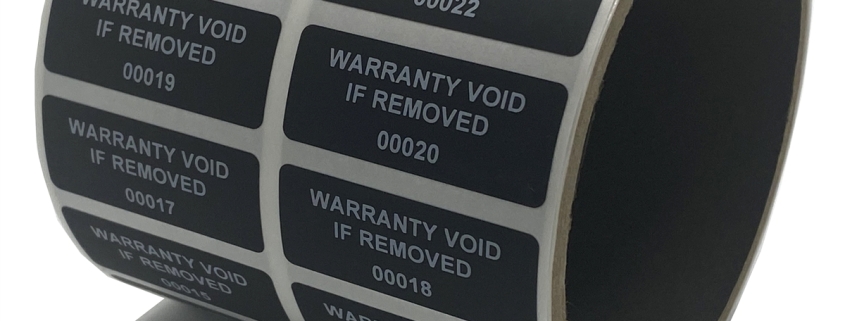 00022
WARRANTY VOID
IF REMOVED
00019
WARRANTY VOID
IF REMOVED
00020
WARRANTY VOID
IF REMOVED
00017
WARRANTY VOID
IF REMOVED
00018
WARRANTY VOID
IF REMOVED
00015